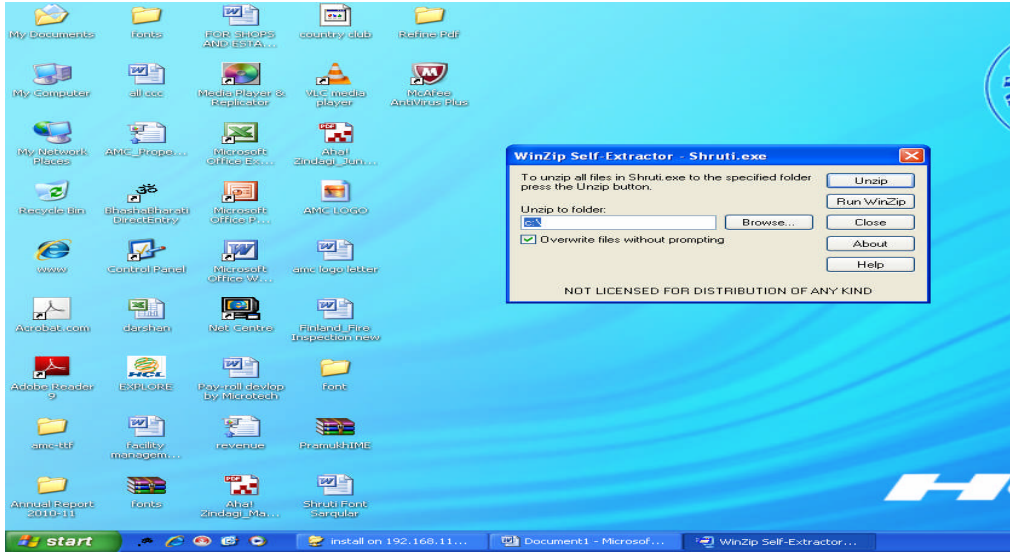 My Documents
fonts
FOR SHOPS
AND ESTA...
country club
Refine Pdf
My Computer
all ccc
Media Player &
Replicator
VLC media
player
McAfee
AntiVirus Plus
My Network
Places
AMC_Prope...
Microsoft
Office Ex...
Aha!
Zindagi_Jun...
Recycle Bin
BhashaBharati
DirectEntry
Microsoft
Office P...
AMC LOGO
www
Control Panel
Microsoft
Office W...
amc logo letter
Acrobat.com
darshan
Net Centre
Finland_Fire
Inspection new
Adobe Reader
9
HCL
EXPLORE
Pay-roll devlop
by Microtech
font
amc-ttf
facility
managem...
revenue
PramukhIME
Annual Report
2010-11
Fonts
Aha!
Zindagi_Ma...
Shruti Font
Sarqular
WinZip Self-Extractor - Shruti.exe
To unzip all files in Shruti.exe to the specified folder
press the Unzip button.
Unzip to folder:
c:\
Browse...
Overwrite files without prompting
Unzip
Run WinZip
Close
About
Help
NOT LICENSED FOR DISTRIBUTION OF ANY KIND
start
install on 192.168.11...
Document1 - Microsof...
WinZip Self-Extractor...